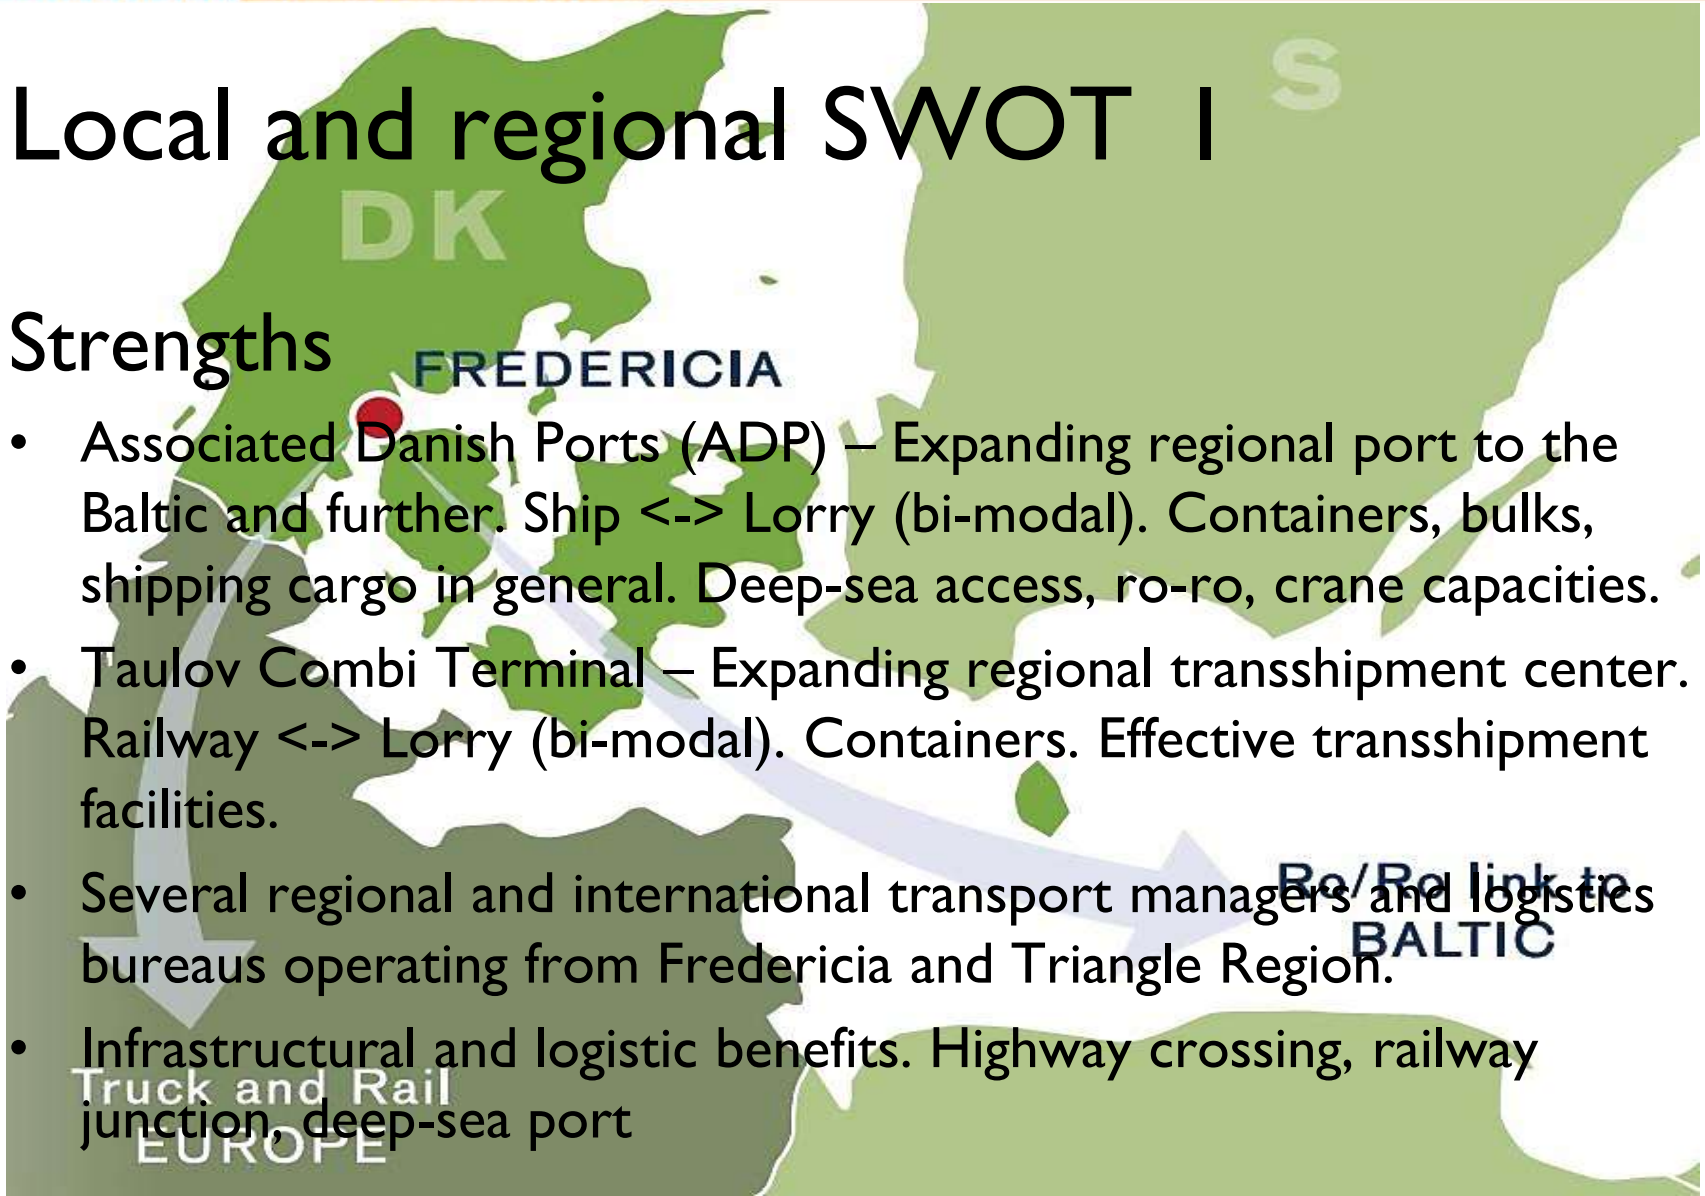 Local and regional SWOT 1
S
DK
Strengths
FREDERICIA
• Associated Danish Ports (ADP) – Expanding regional port to the
Baltic and further. Ship <-> Lorry (bi-modal). Containers, bulks,
shipping cargo in general. Deep-sea access, ro-ro, crane capacities.
• Taulov Combi Terminal – Expanding regional transshipment center.
Railway <-> Lorry (bi-modal). Containers. Effective transshipment
facilities.
• Several regional and international transport managers and logistics
bureaus operating from Fredericia and Triangle Region.
Ro/Ro link to
BALTIC
• Infrastructural and logistic benefits. Highway crossing, railway
junction, deep-sea port
Truck and Rail
EUROPE